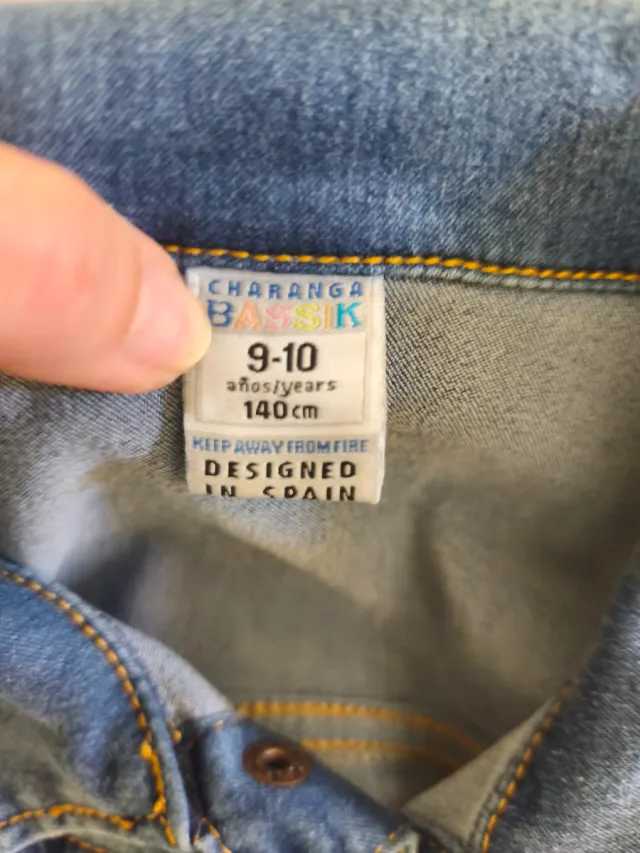 CHARANGA
BASSIK
9-10
años/years
140cm
KEEP AWAY FROM FIRE
DESIGNED
IN SPAIN